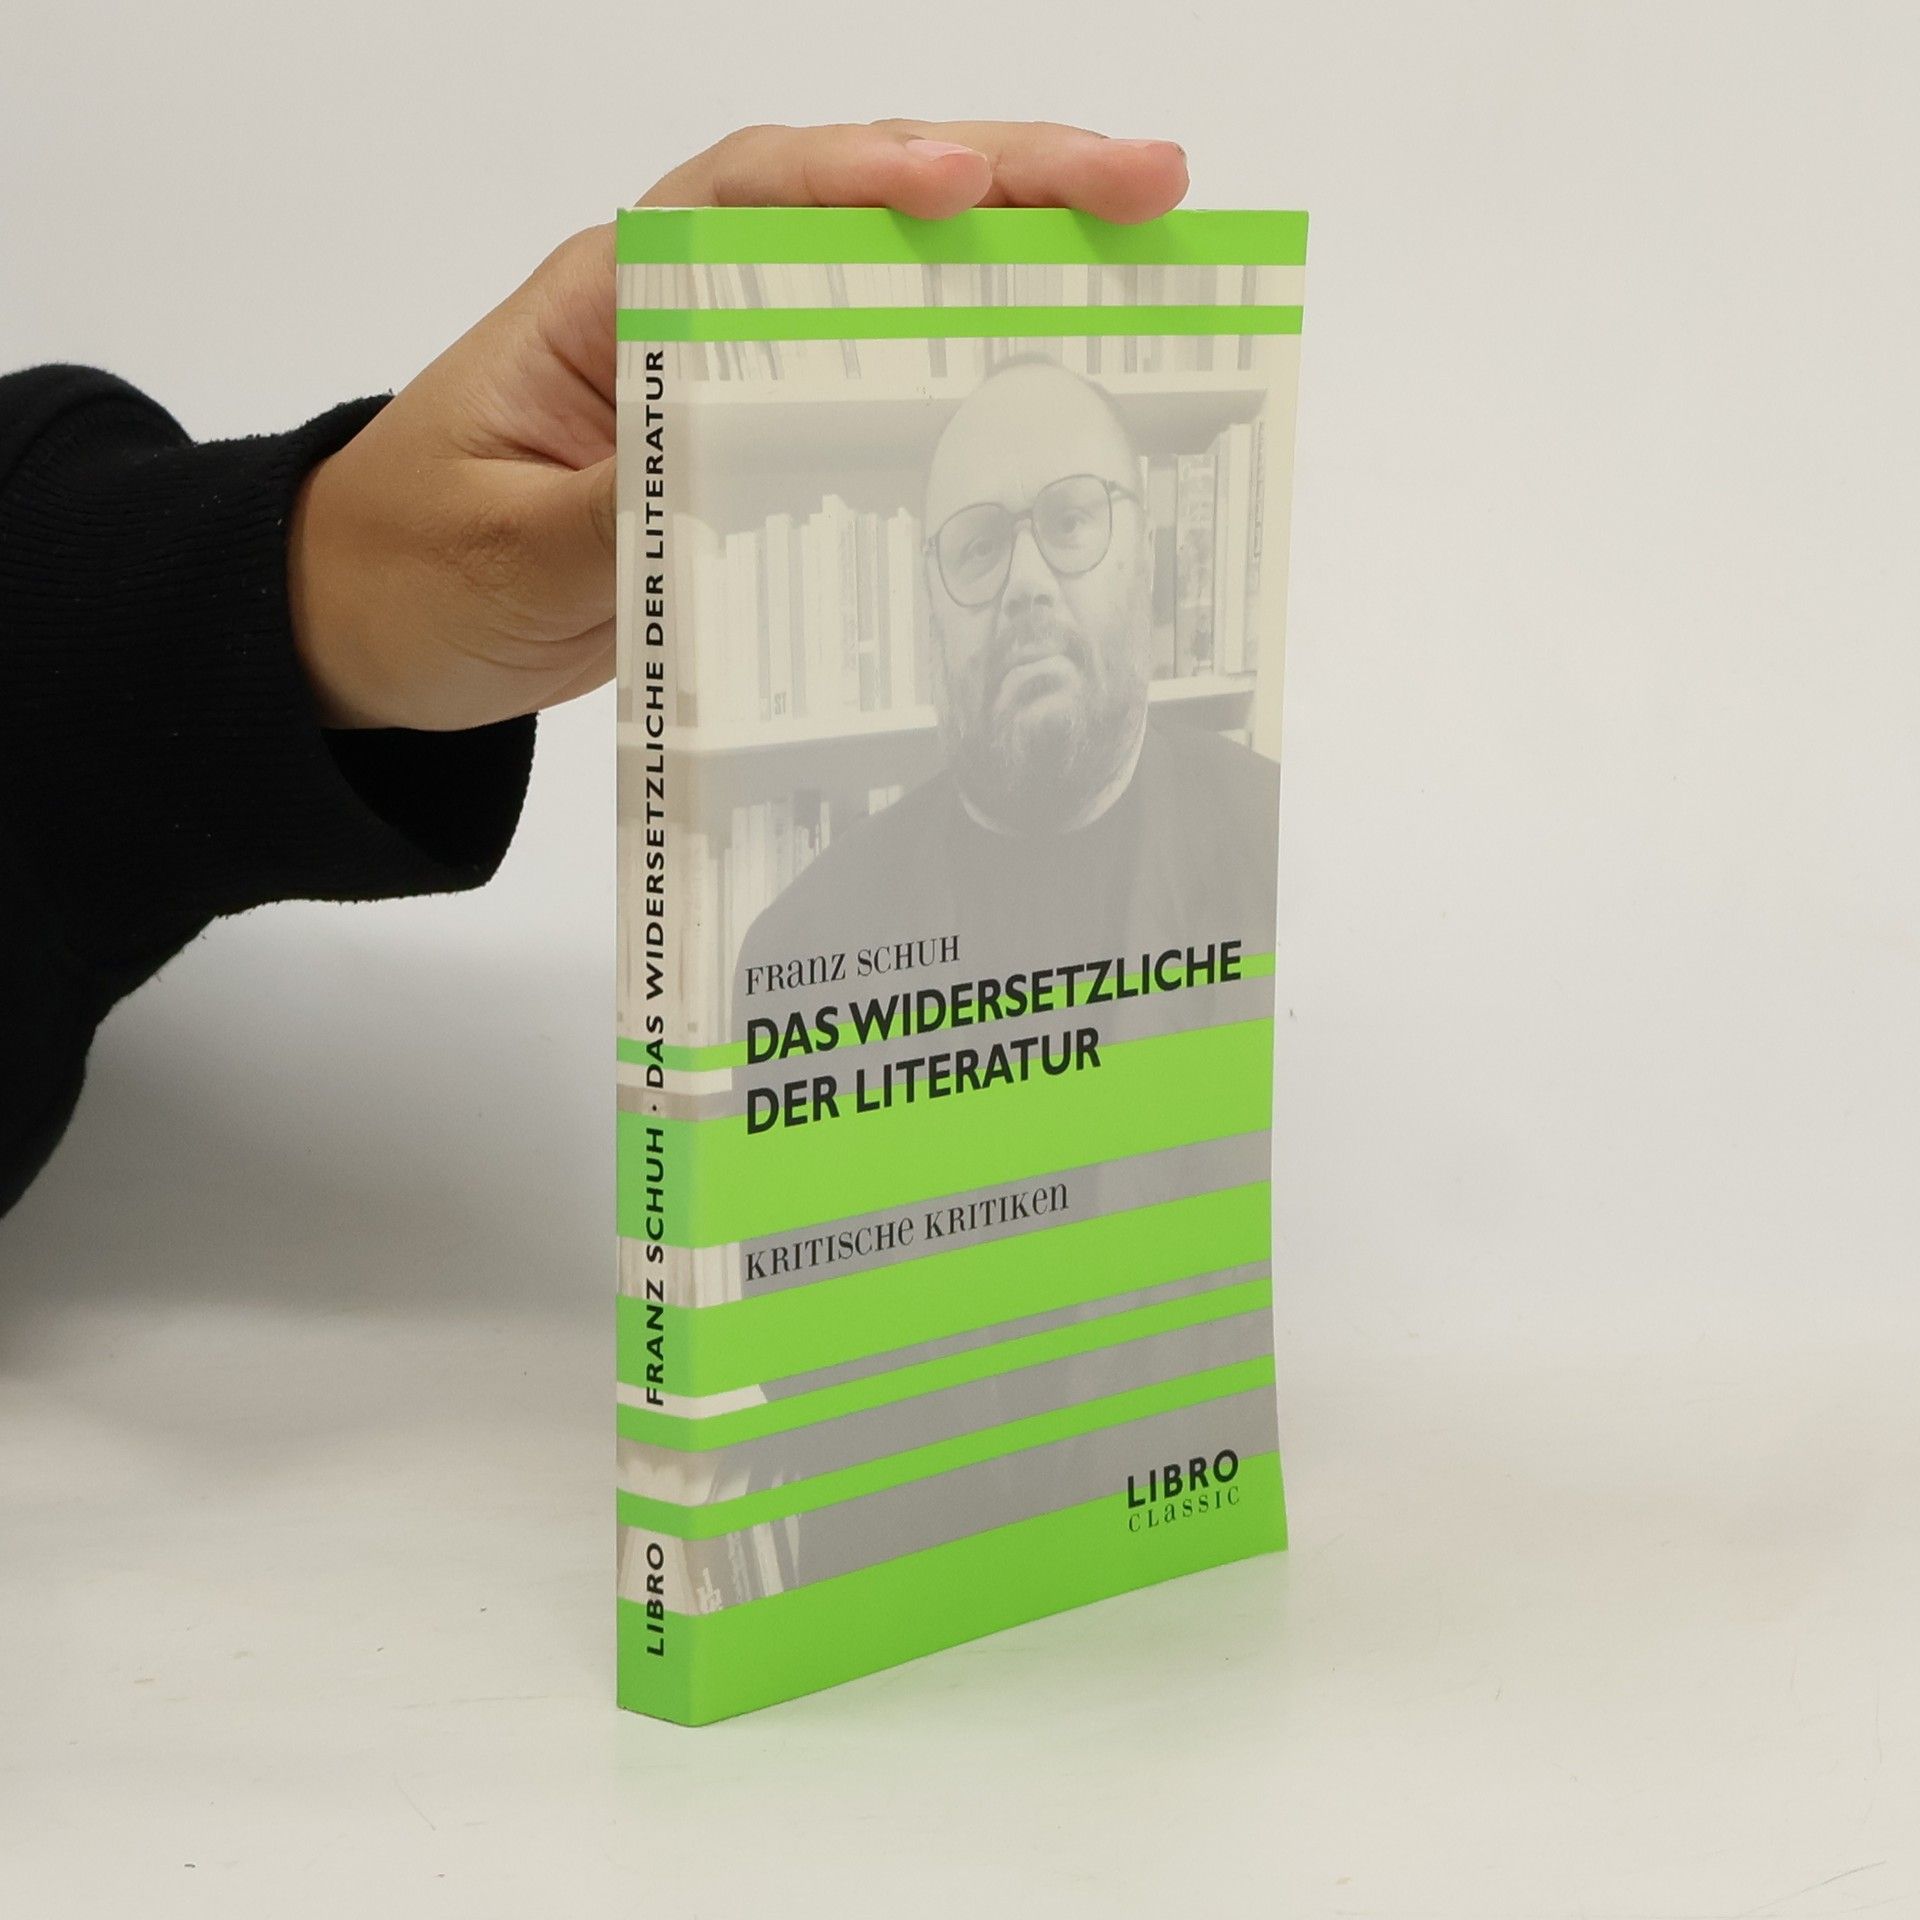 FRanz SCHUH
DAS WIDERSETZLICHE
DER LITERATUR
KRITISCHe KRITIKen
LIBRO
CLaSSIC
LIBRO FRANZ SCHUH · DAS WIDERSETZLICHE DER LITERATUR